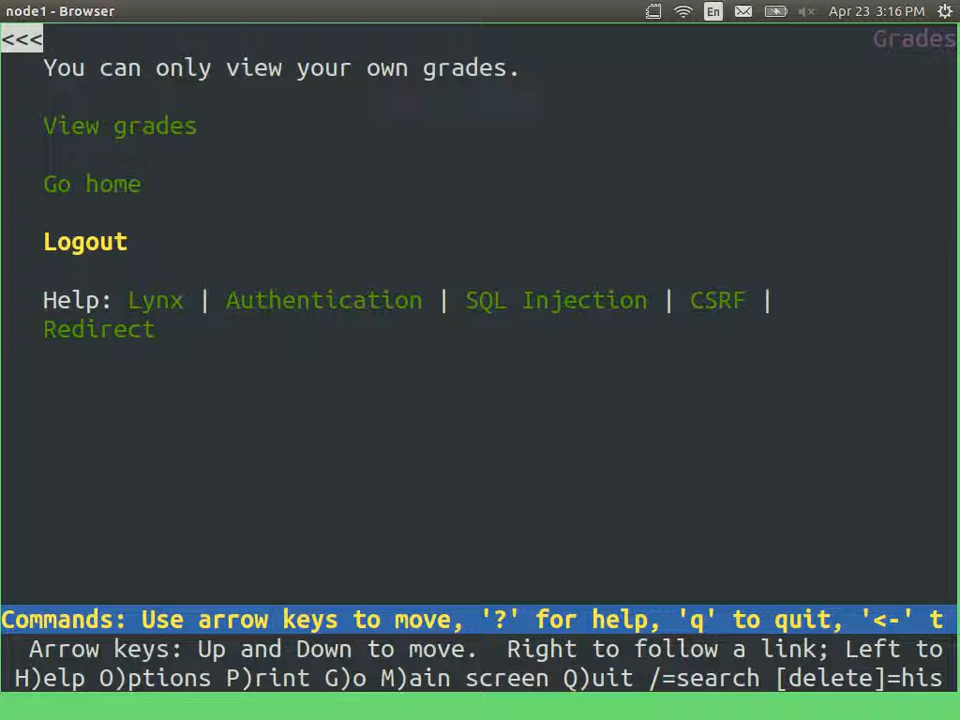 node1 - Browser
En
Apr 23 3:16 PM
<<<
Grades
You can only view your own grades.
View grades
Go home
Logout
Help: Lynx | Authentication | SQL Injection | CSRF |
Redirect
Commands: Use arrow keys to move, '?' for help, 'q' to quit, '<-' t
Arrow keys: Up and Down to move. Right to follow a link; Left to
H)elp O)ptions P)rint G)o M)ain screen Q)uit /=search [delete]=his